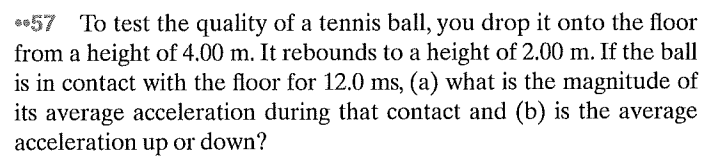 ••57 To test the quality of a tennis ball, you drop it onto the floor
from a height of 4.00 m. It rebounds to a height of 2.00 m. If the ball
is in contact with the floor for 12.0 ms, (a) what is the magnitude of
its average acceleration during that contact and (b) is the average
acceleration up or down?